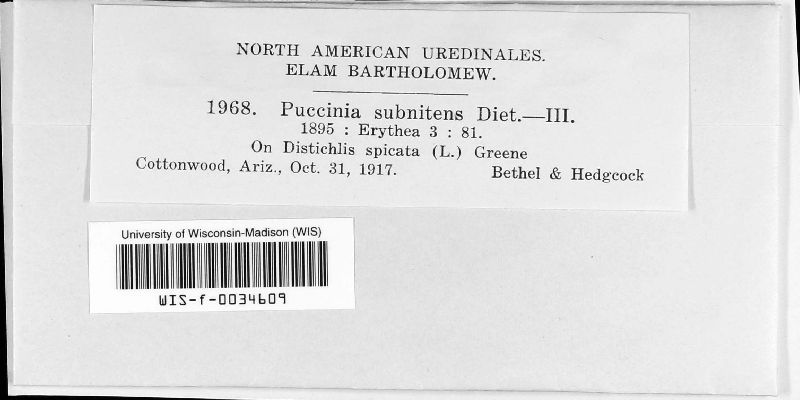 NORTH AMERICAN UREDINALES.
ELAM BARTHOLOMEW.
1968. Puccinia subnitens Diet.—III.
1895 : Erythea 3 : 81.
On Distichlis spicata (L.) Greene
Cottonwood, Ariz., Oct. 31, 1917. Bethel & Hedgcock
University of Wisconsin-Madison (WIS)
WIS-f-0034609